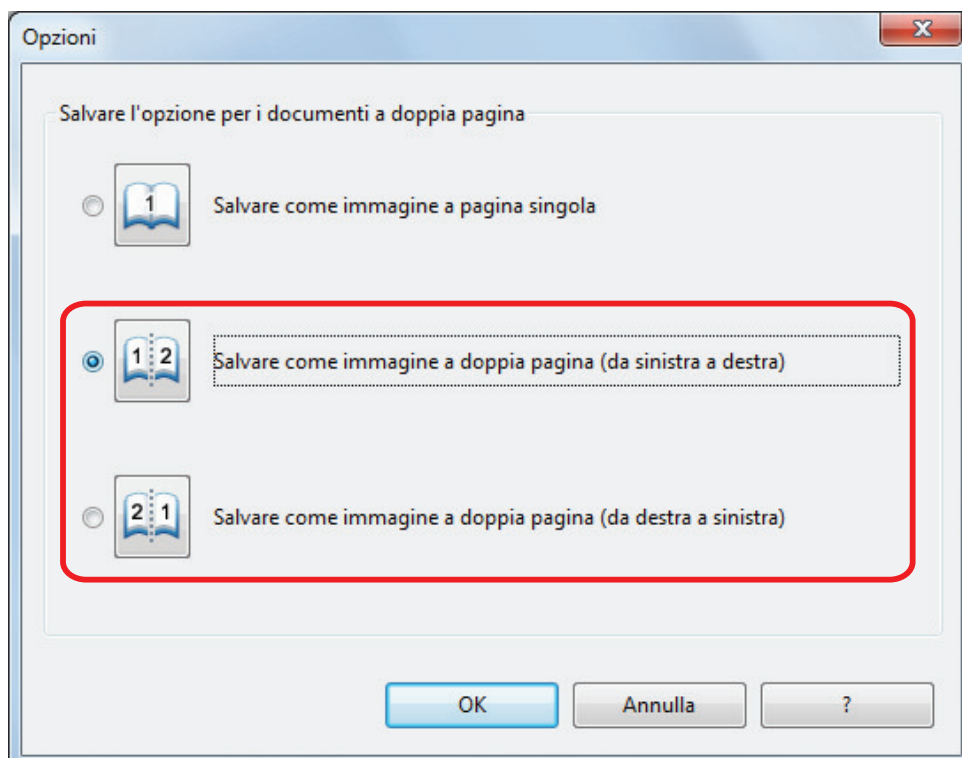 Opzioni
X
Salvare l'opzione per i documenti a doppia pagina
1
Salvare come immagine a pagina singola
1 2
Salvare come immagine a doppia pagina (da sinistra a destra)
2 1
Salvare come immagine a doppia pagina (da destra a sinistra)
OK Annulla ?